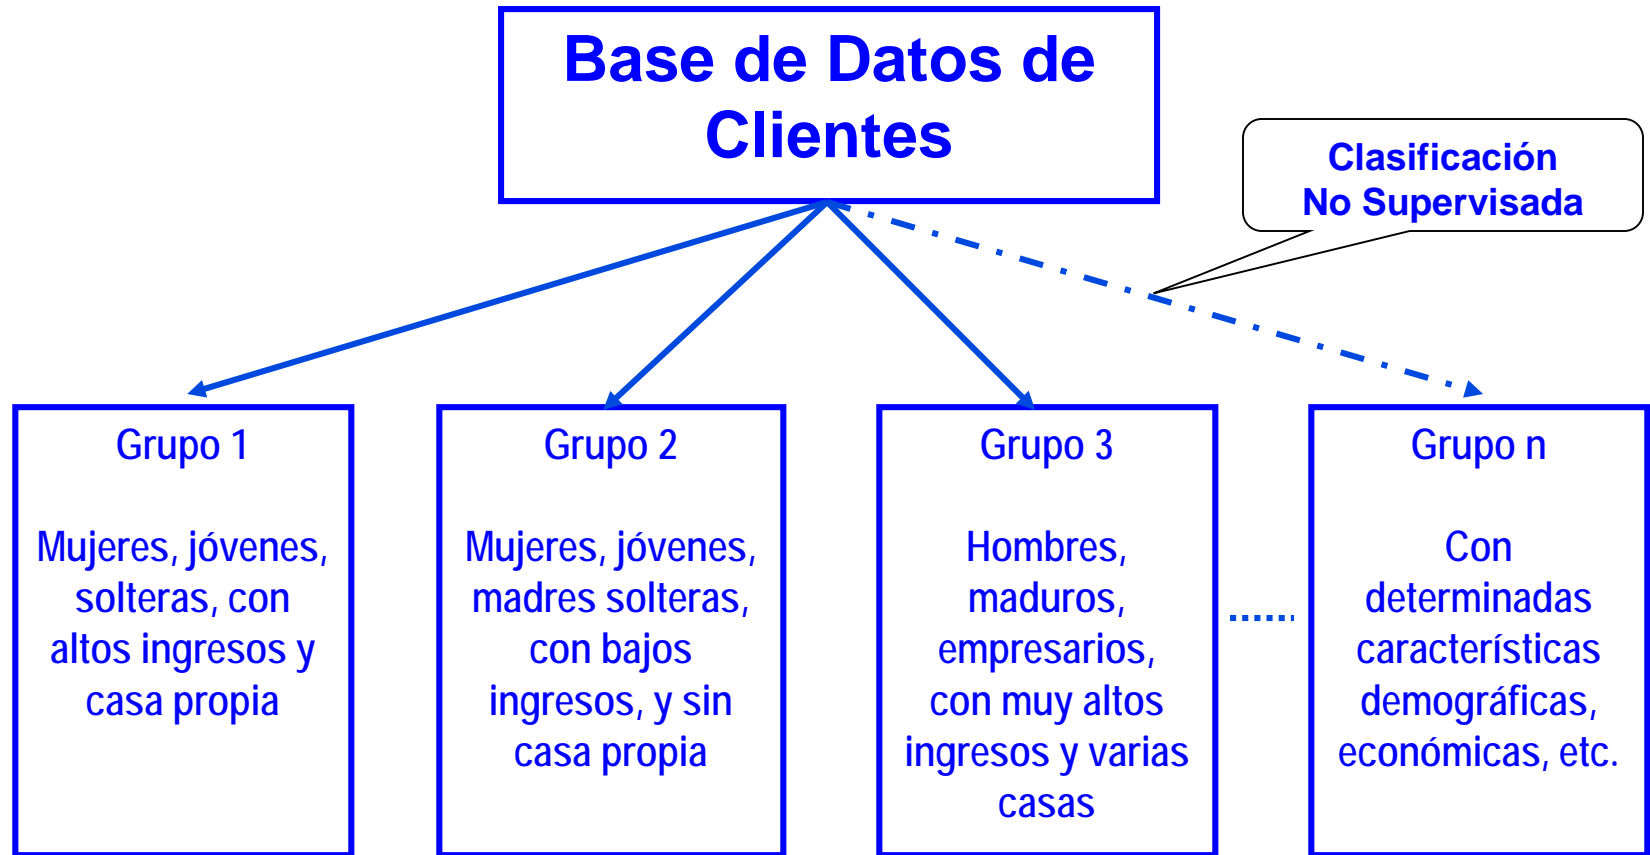 Base de Datos de
Clientes
Clasificación
No Supervisada
Grupo 1
Mujeres, jóvenes,
solteras, con
altos ingresos y
casa propia
Grupo 2
Mujeres, jóvenes,
madres solteras,
con bajos
ingresos, y sin
casa propia
Grupo 3
Hombres,
maduros,
empresarios,
con muy altos
ingresos y varias
casas
Grupo n
Con
determinadas
características
demográficas,
económicas, etc.